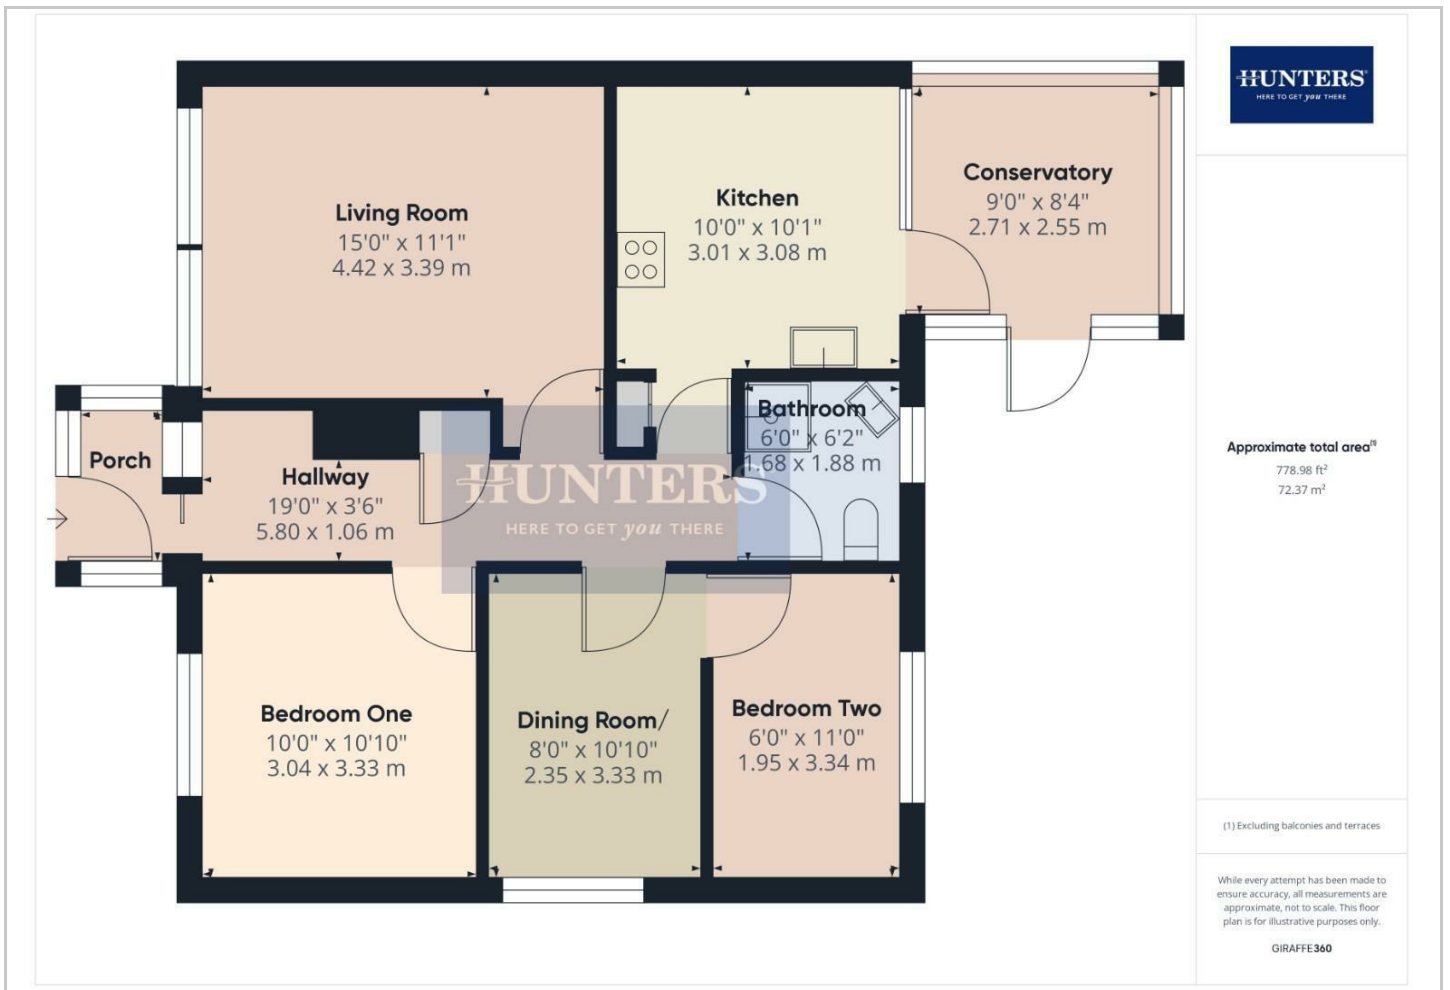 Living Room
15'0" x 11'1"
4.42 x 3.39 m
Kitchen
10'0" x 10'1"
3.01 x 3.08 m
Conservatory
9'0" x 8'4"
2.71 x 2.55 m
Porch
Hallway
19'0" x 3'6"
5.80 x 1.06 m
Bathroom
6'0" x 6'2"
1.68 x 1.88 m
HUNTERS
HERE TO GET you THERE
Bedroom One
10'0" x 10'10"
3.04 x 3.33 m
Dining Room/
8'0" x 10'10"
2.35 x 3.33 m
Bedroom Two
6'0" x 11'0"
1.95 x 3.34 m
HUNTERS
HERE TO GET you THERE
Approximate total area(1)
778.98 ft²
72.37 m²
(1) Excluding balconies and terraces
While every attempt has been made to
ensure accuracy, all measurements are
approximate, not to scale. This floor
plan is for illustrative purposes only.
GIRAFFE360